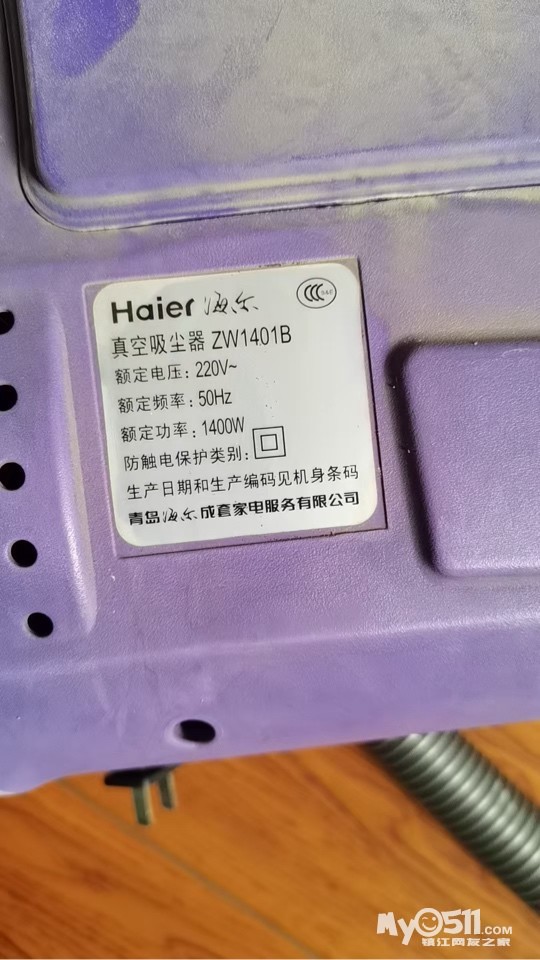 Haier 海尔
CCC
S&E
真空吸尘器 ZW1401B
额定电压: 220V~
额定频率: 50Hz
额定功率: 1400W
防触电保护类别:
生产日期和生产编码见机身条码
青岛海尔成套家电服务有限公司
My0511.COM
镇江网友之家